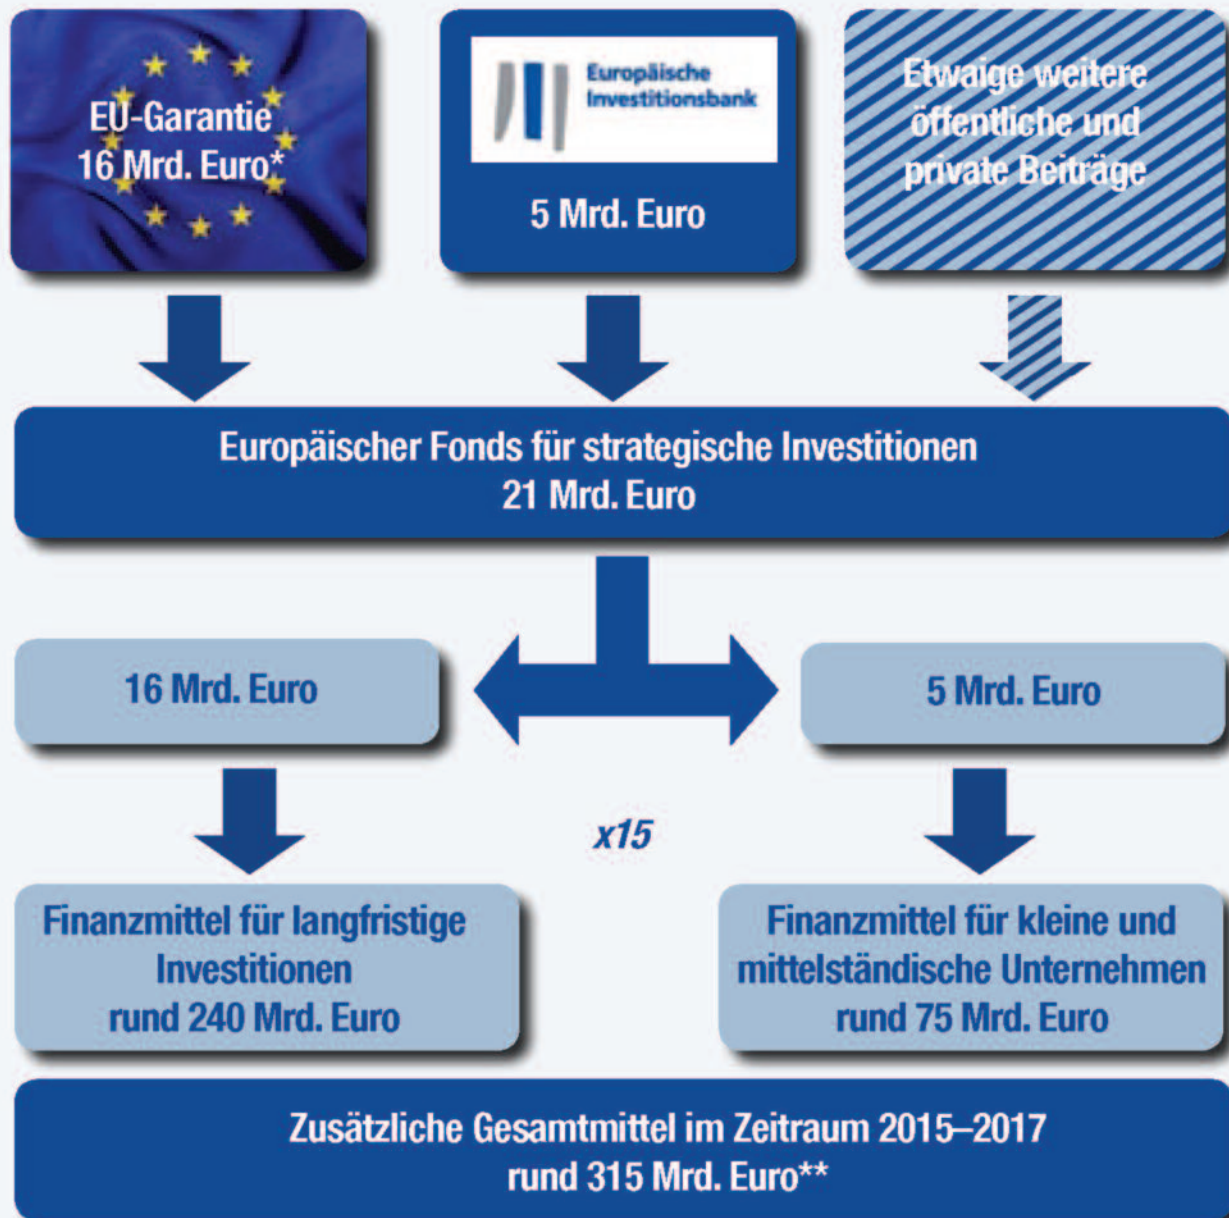 EU-Garantie
16 Mrd. Euro*
Europäische
Investitionsbank
5 Mrd. Euro
Etwaige weitere
öffentliche und
private Beiträge
Europäischer Fonds für strategische Investitionen
21 Mrd. Euro
16 Mrd. Euro
5 Mrd. Euro
x15
Finanzmittel für langfristige
Investitionen
rund 240 Mrd. Euro
Finanzmittel für kleine und
mittelständische Unternehmen
rund 75 Mrd. Euro
Zusätzliche Gesamtmittel im Zeitraum 2015–2017
rund 315 Mrd. Euro**